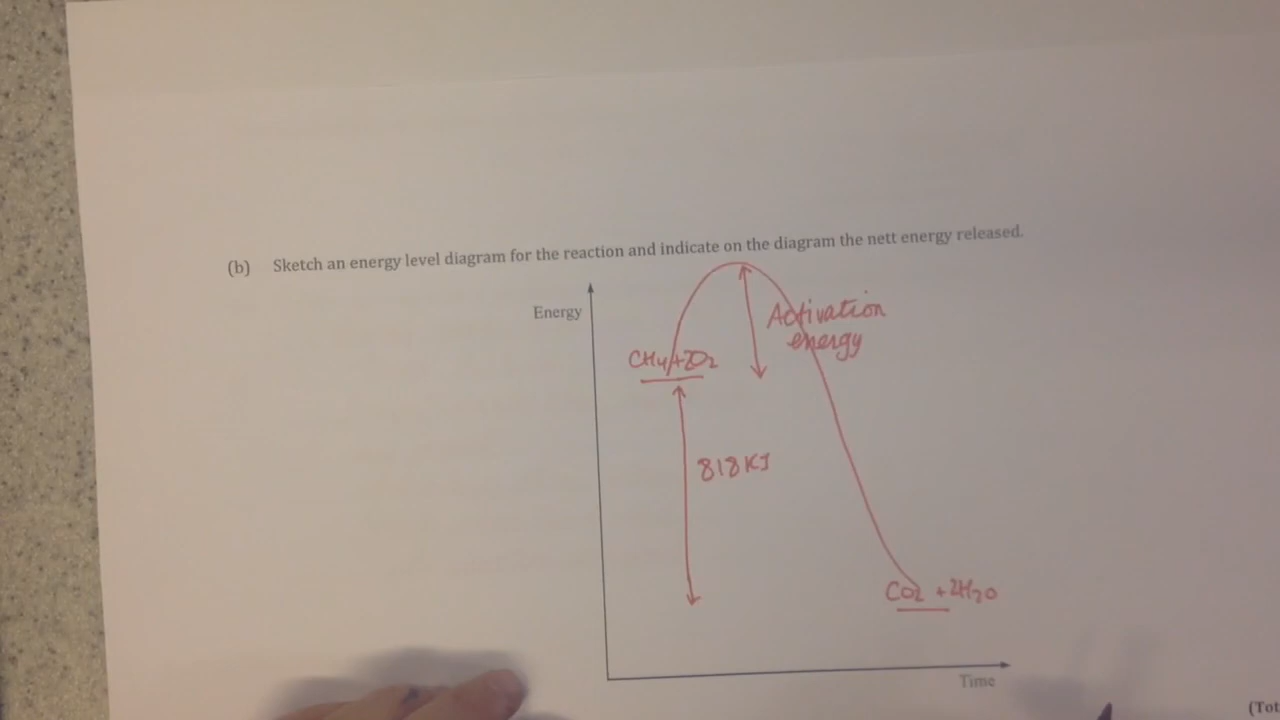 (b) Sketch an energy level diagram for the reaction and indicate on the diagram the nett energy released.
Energy
Activation
energy
CH4+2O2
818KJ
CO2 + 2H2O
Time
(Tot